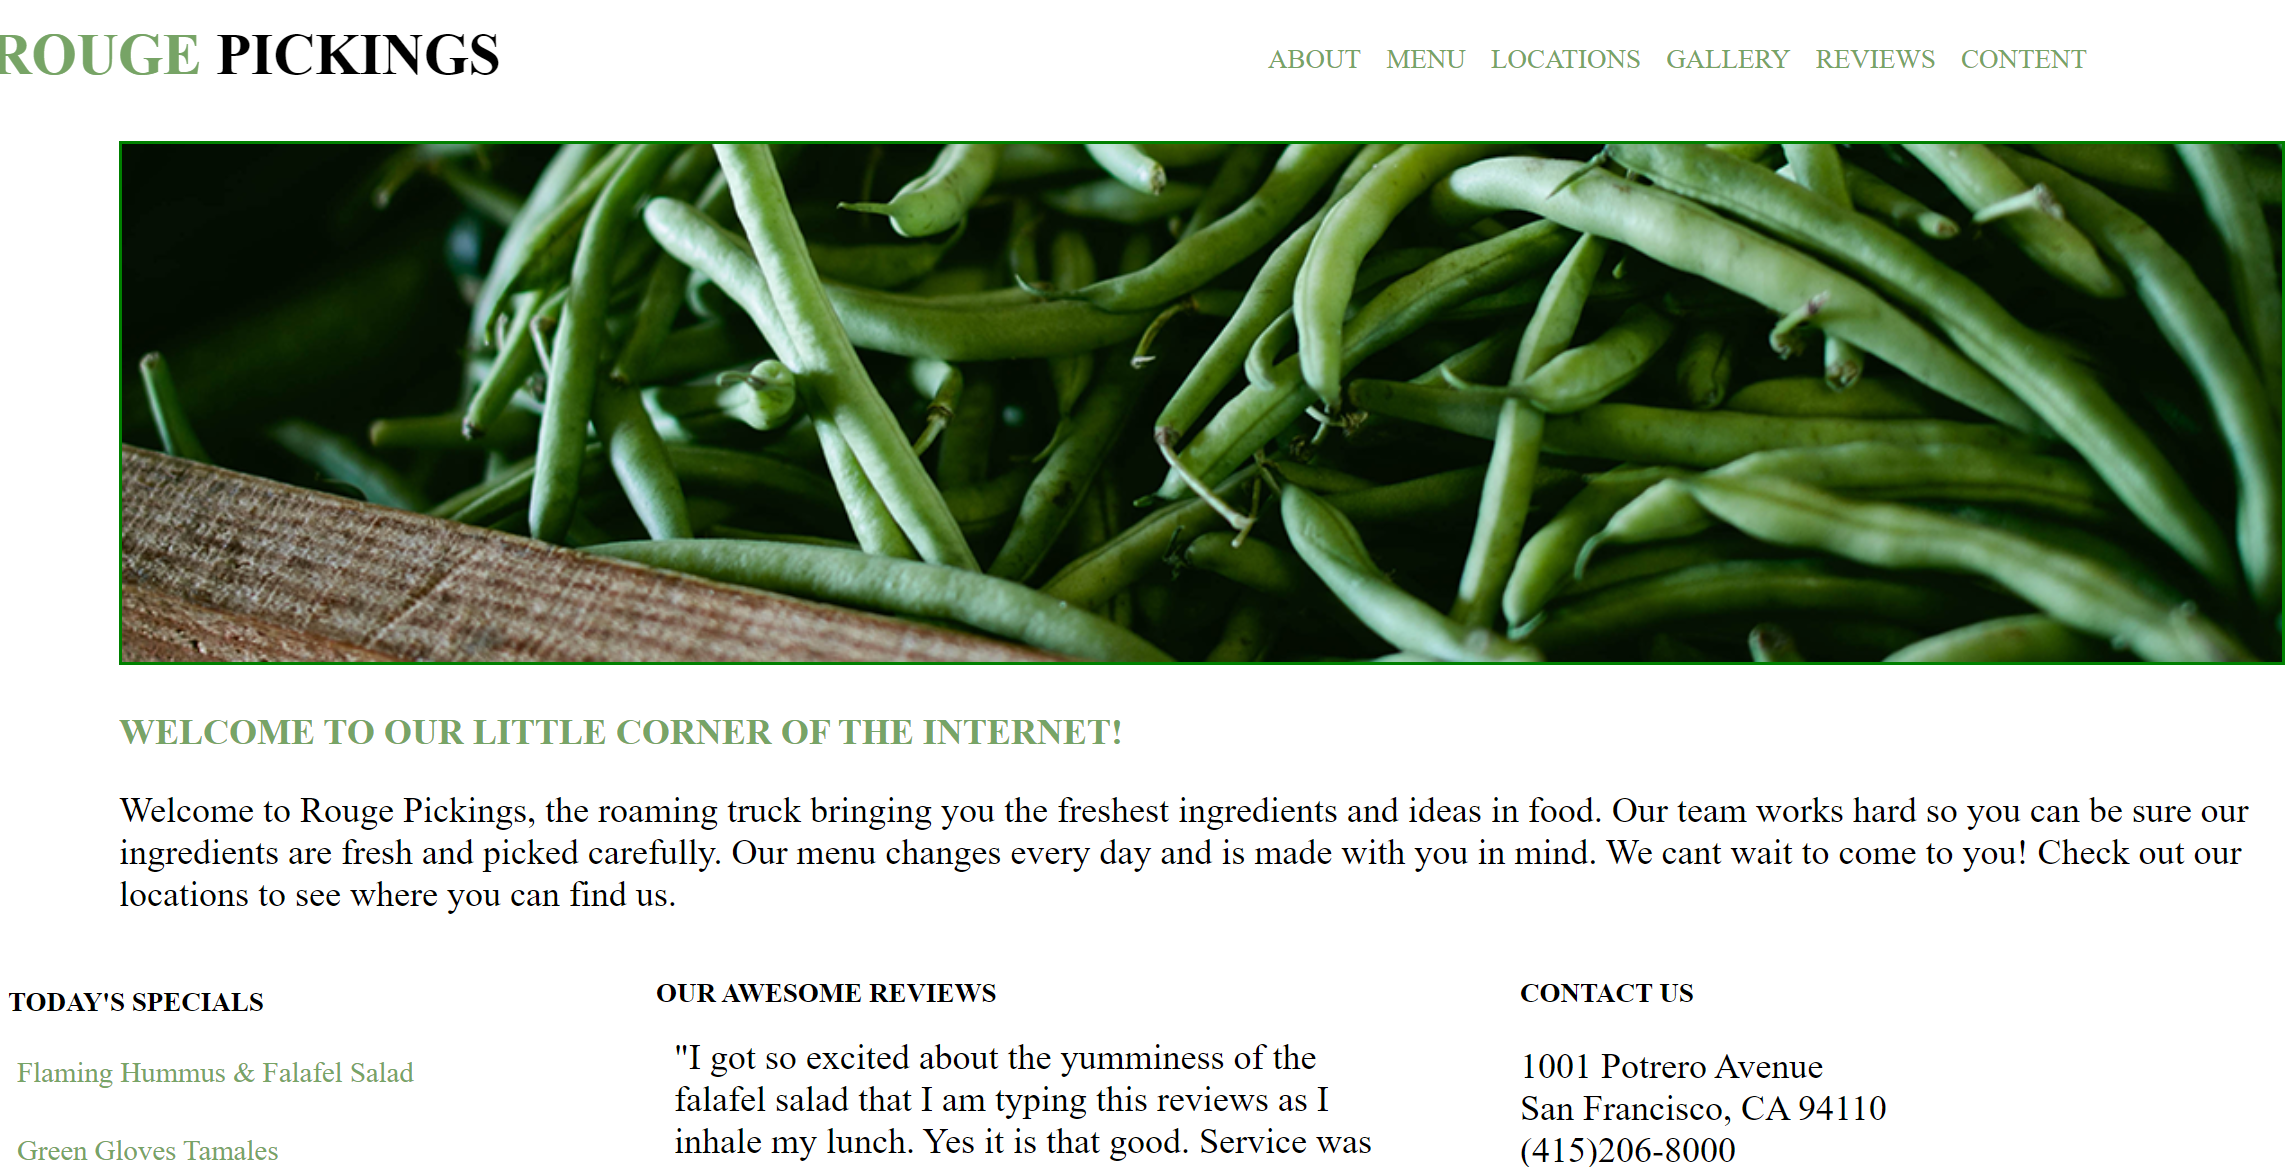 ROUGE PICKINGS
ABOUT MENU LOCATIONS GALLERY REVIEWS CONTENT
WELCOME TO OUR LITTLE CORNER OF THE INTERNET!
Welcome to Rouge Pickings, the roaming truck bringing you the freshest ingredients and ideas in food. Our team works hard so you can be sure our
ingredients are fresh and picked carefully. Our menu changes every day and is made with you in mind. We cant wait to come to you! Check out our
locations to see where you can find us.
TODAY'S SPECIALS
Flaming Hummus & Falafel Salad
Green Gloves Tamales
OUR AWESOME REVIEWS
"I got so excited about the yumminess of the
falafel salad that I am typing this reviews as I
inhale my lunch. Yes it is that good. Service was
CONTACT US
1001 Potrero Avenue
San Francisco, CA 94110
(415)206-8000